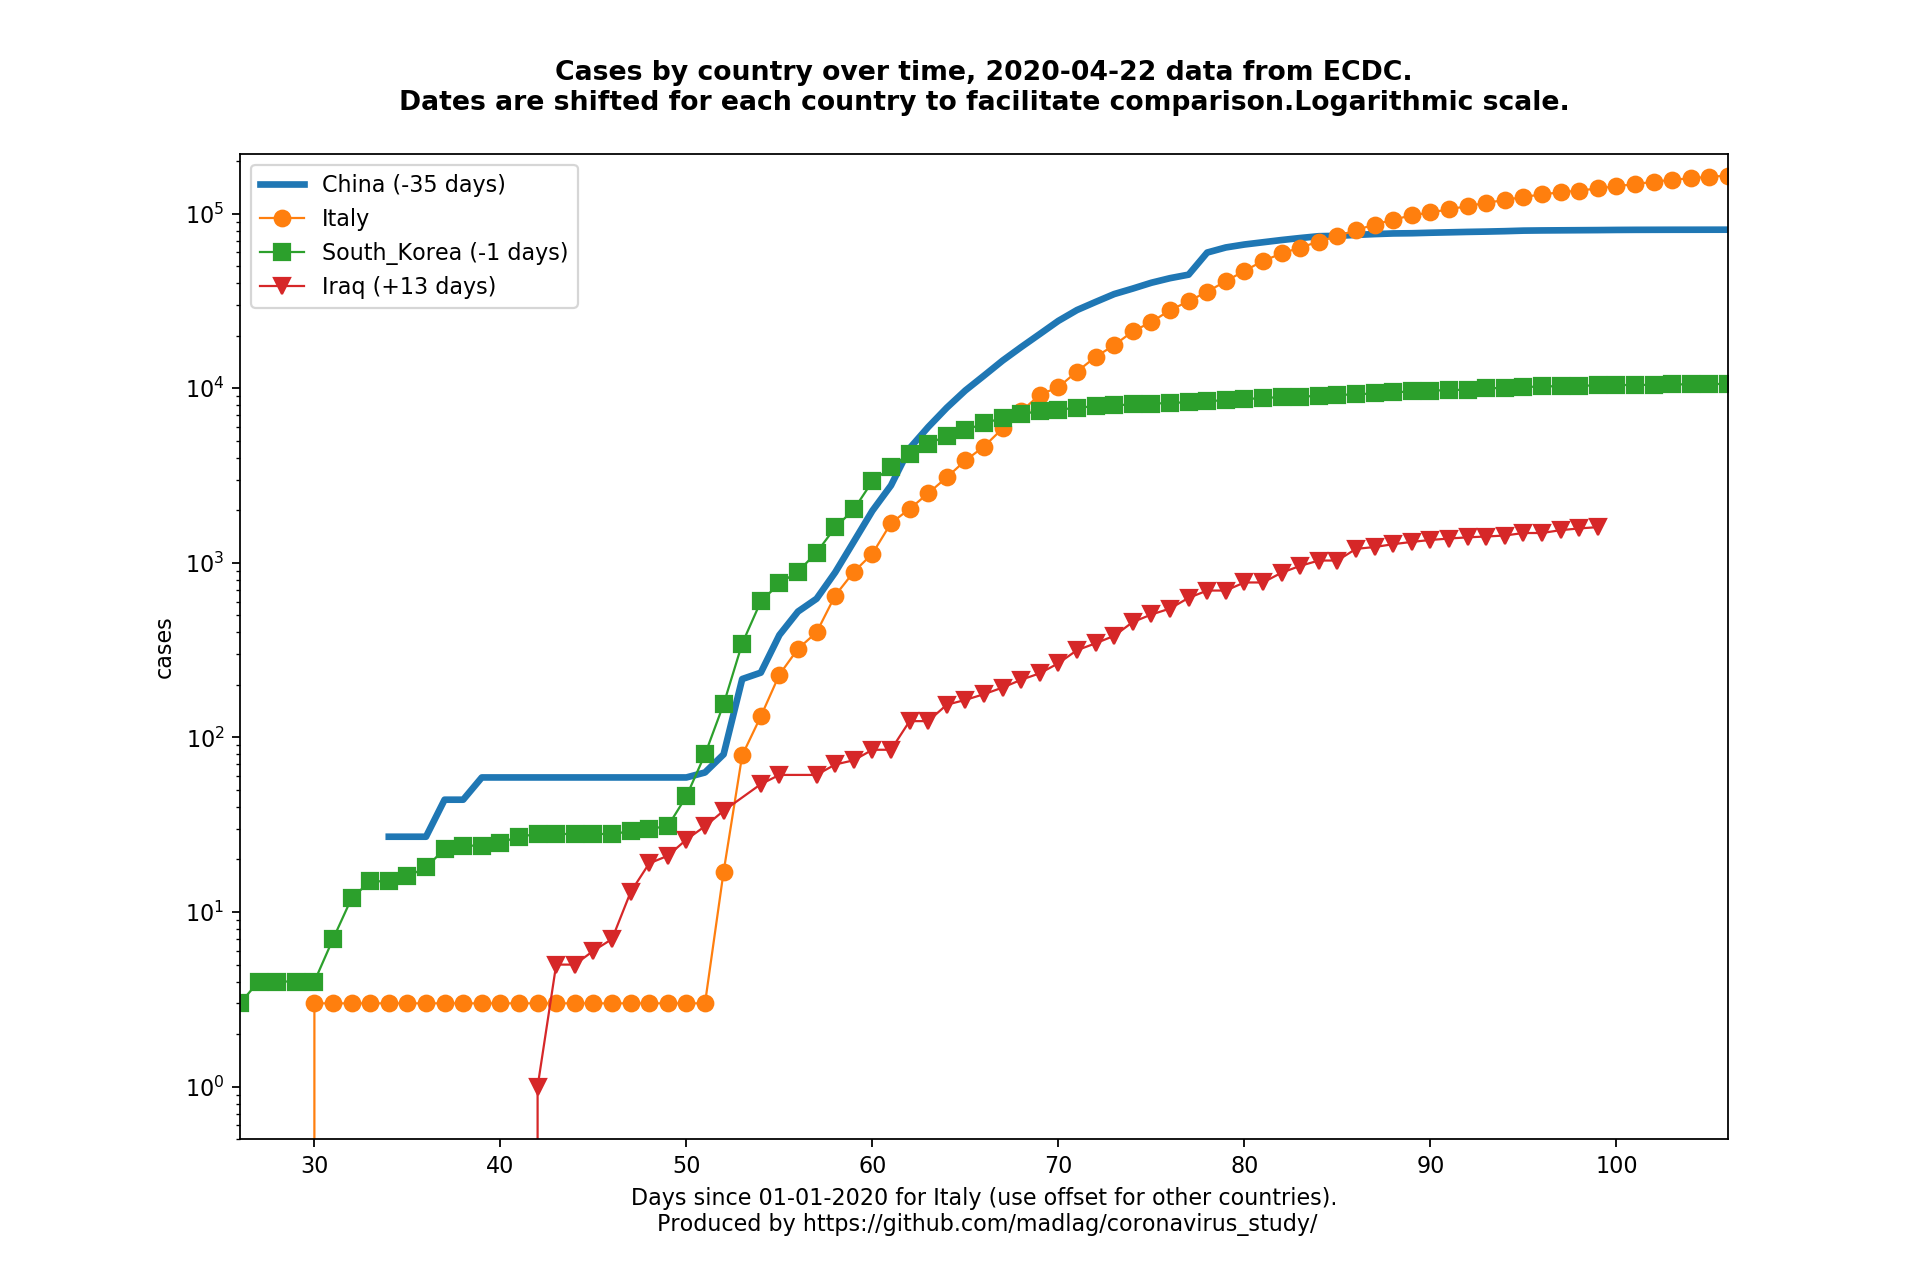 Cases by country over time, 2020-04-22 data from ECDC.
Dates are shifted for each country to facilitate comparison.Logarithmic scale.
China (-35 days)
Italy
South_Korea (-1 days)
Iraq (+13 days)
10^5
10^4
10^3
10^2
10^1
10^0
cases
30 40 50 60 70 80 90 100
Days since 01-01-2020 for Italy (use offset for other countries).
Produced by https://github.com/madlag/coronavirus_study/